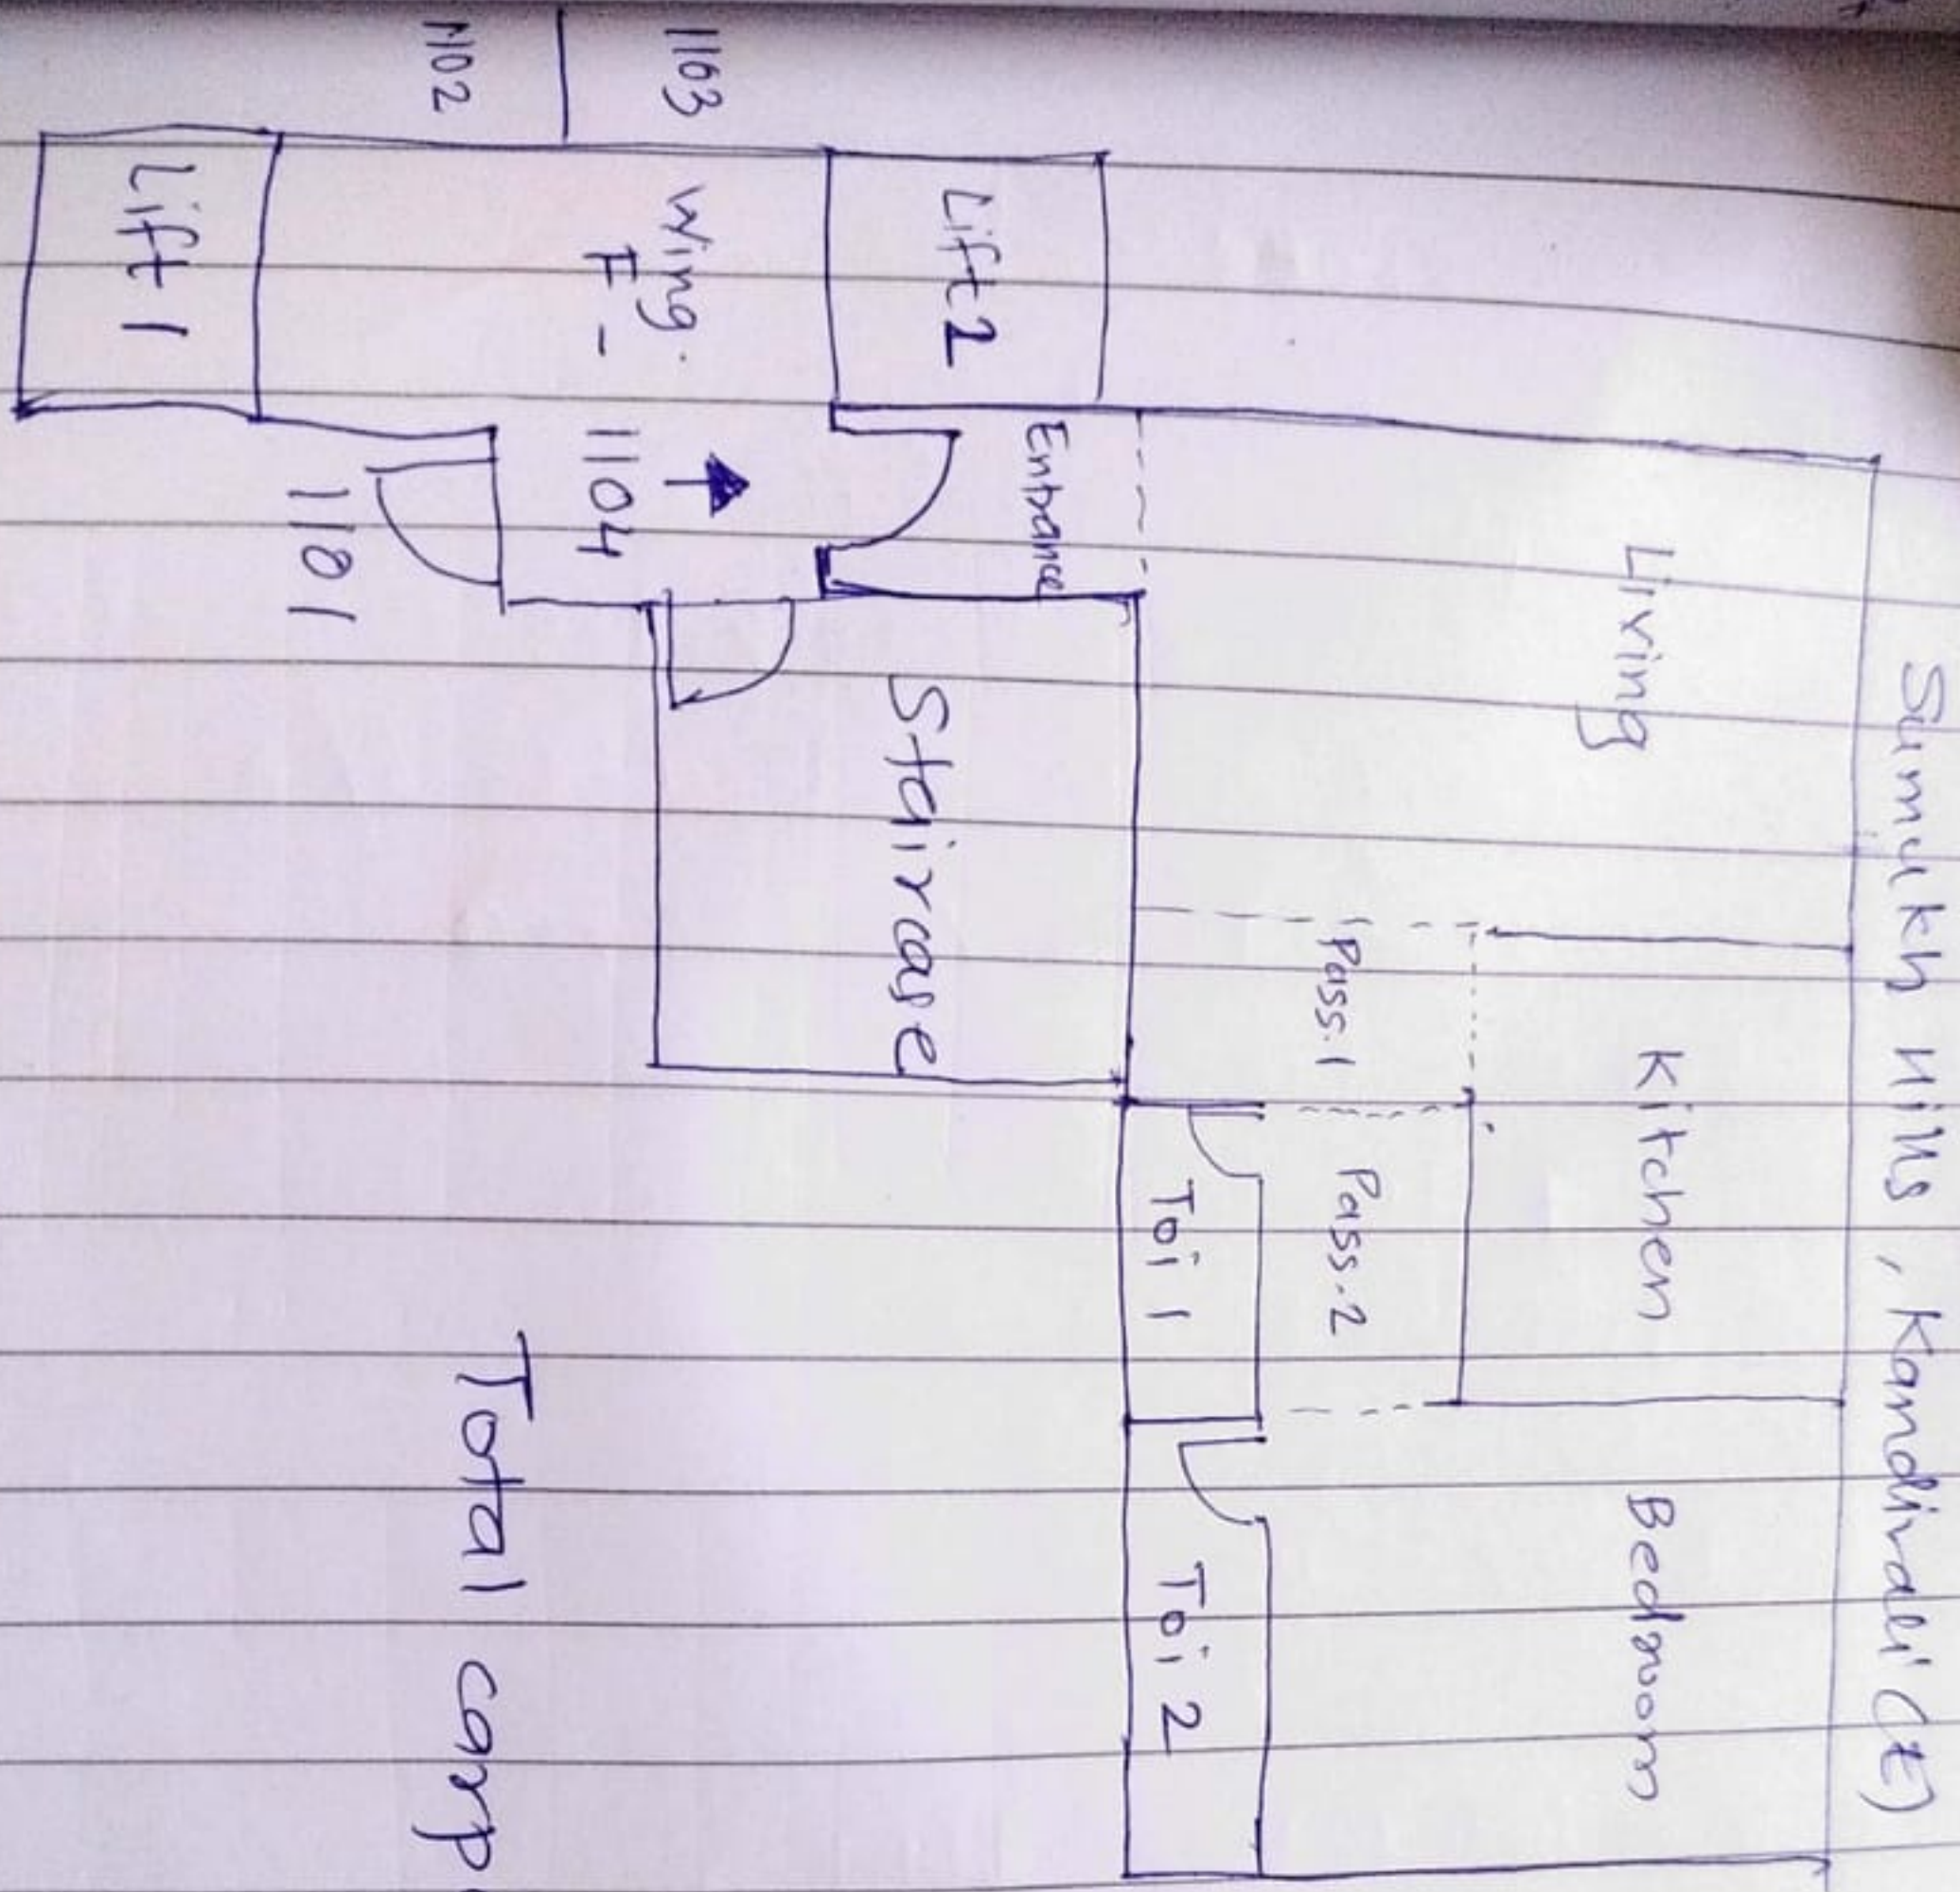 Sumukh Hills, Kandivali (E)
Living
Kitchen
Bedroom
Pass.1
Pass.2
Entrance
Toi 1
Toi 2
Lift 2
Staircase
1103
Wing
F - 1104
1102
Total carp
1101
Lift 1